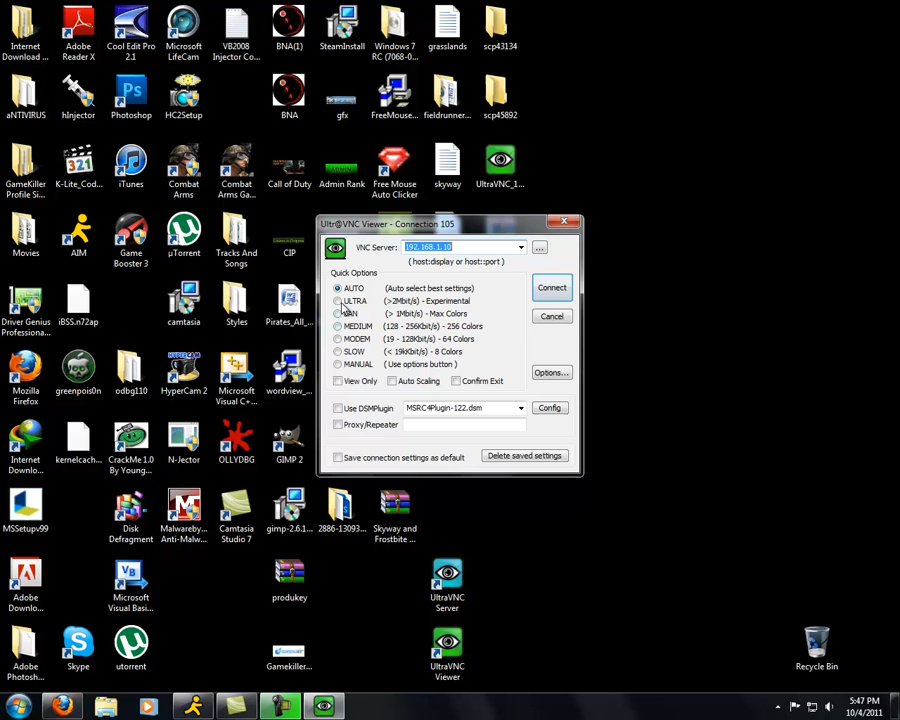 Internet Download ...
Adobe Reader X
Cool Edit Pro 2.1
Microsoft LifeCam
VB2008 Injector Co...
BNA(1)
SteamInstall
Windows 7 RC (7068-0...
grasslands
scp43134
aNTIVIRUS
hInjector
Photoshop
HC2Setup
BNA
gfx
FreeMouse...
fieldrunner...
scp45892
GameKiller Profile Si...
K-Lite_Cod...
iTunes
Combat Arms
Combat Arms Ga...
Call of Duty
Admin Rank
Free Mouse Auto Clicker
skyway
UltraVNC_1...
Movies
AIM
Game Booster 3
µTorrent
Tracks And Songs
CIP
Driver Genius Professiona...
iBSS.n72ap
camtasia
Styles
Pirates_All_...
Mozilla Firefox
greenpois0n
odbg110
HyperCam 2
Microsoft Visual C+...
wordview_...
Internet Downlo...
kernelcach...
CrackMe 1.0 By Young...
N-Jector
OLLYDBG
GIMP 2
MSSetupv99
Disk Defragment
Malwareby... Anti-Malw...
Camtasia Studio 7
gimp-2.6.1...
2886-13093...
Skyway and Frostbite ...
Adobe Downlo...
Microsoft Visual Basi...
produkey
UltraVNC Server
Adobe Photosh...
Skype
utorrent
Gamekiller...
UltraVNC Viewer
Recycle Bin
Ultr@VNC Viewer - Connection 105
VNC Server: 192.168.1.10 ...
( host:display or host::port )
Quick Options
AUTO (Auto select best settings)
ULTRA (>2Mbit/s) - Experimental
(> 1Mbit/s) - Max Colors
MEDIUM (128 - 256Kbit/s) - 256 Colors
MODEM (19 - 128Kbit/s) - 64 Colors
SLOW (< 19kKbit/s) - 8 Colors
MANUAL ( Use options button )
View Only Auto Scaling Confirm Exit
Connect
Cancel
Options...
Use DSMPlugin MSRC4Plugin-122.dsm Config
Proxy/Repeater
Save connection settings as default Delete saved settings
5:47 PM
10/4/2011